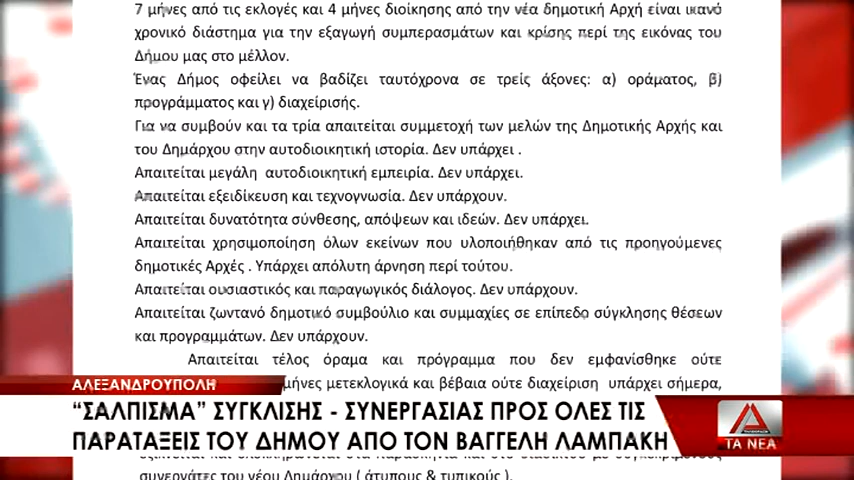 7 μήνες από τις εκλογές και 4 μήνες διοίκησης από την νέα δημοτική Αρχή είναι ικανό
χρονικό διάστημα για την εξαγωγή συμπερασμάτων και κρίσης περί της εικόνας του
Δήμου μας στο μέλλον.
Ένας Δήμος οφείλει να βαδίζει ταυτόχρονα σε τρείς άξονες: α) οράματος, β)
προγράμματος και γ) διαχείρισής.
Για να συμβούν και τα τρία απαιτείται συμμετοχή των μελών της Δημοτικής Αρχής και
του Δημάρχου στην αυτοδιοικητική ιστορία. Δεν υπάρχει .
Απαιτείται μεγάλη αυτοδιοικητική εμπειρία. Δεν υπάρχει.
Απαιτείται εξειδίκευση και τεχνογνωσία. Δεν υπάρχουν.
Απαιτείται δυνατότητα σύνθεσης, απόψεων και ιδεών. Δεν υπάρχει.
Απαιτείται χρησιμοποίηση όλων εκείνων που υλοποιήθηκαν από τις προηγούμενες
δημοτικές Αρχές . Υπάρχει απόλυτη άρνηση περί τούτου.
Απαιτείται ουσιαστικός και παραγωγικός διάλογος. Δεν υπάρχουν.
Απαιτείται ζωντανό δημοτικό συμβούλιο και συμμαχίες σε επίπεδο σύγκλησης θέσεων
και προγραμμάτων. Δεν υπάρχουν.
Απαιτείται τέλος όραμα και πρόγραμμα που δεν εμφανίσθηκε ούτε
μήνες μετεκλογικά και βέβαια ούτε διαχείριση υπάρχει σήμερα,
ΑΛΕΞΑΝΔΡΟΥΠΟΛΗ
“ΣΑΛΠΙΣΜΑ” ΣΥΓΚΛΙΣΗΣ - ΣΥΝΕΡΓΑΣΙΑΣ ΠΡΟΣ ΟΛΕΣ ΤΙΣ
ΠΑΡΑΤΑΞΕΙΣ ΤΟΥ ΔΗΜΟΥ ΑΠΟ ΤΟΝ ΒΑΓΓΕΛΗ ΛΑΜΠΑΚΗ
ΤΑ ΝΕΑ
συνεργάτες του νέου Δημάρχου ( άτυπους & τυπικούς ).